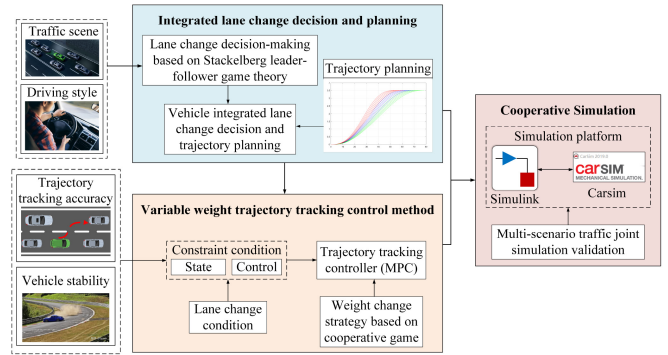 Traffic scene
Driving style
Trajectory
tracking accuracy
Vehicle stability
Integrated lane change decision and planning
Lane change decision-making
based on Stackelberg leader-
follower game theory
Trajectory planning
Vehicle integrated lane
change decision and
trajectory planning
Variable weight trajectory tracking control method
Constraint condition
State
Control
Trajectory tracking
controller (MPC)
Lane change
condition
Weight change
strategy based on
cooperative game
Cooperative Simulation
Simulation platform
Simulink
CARSIM
MECHANICAL SIMULATION.
Carsim
Multi-scenario traffic joint
simulation validation